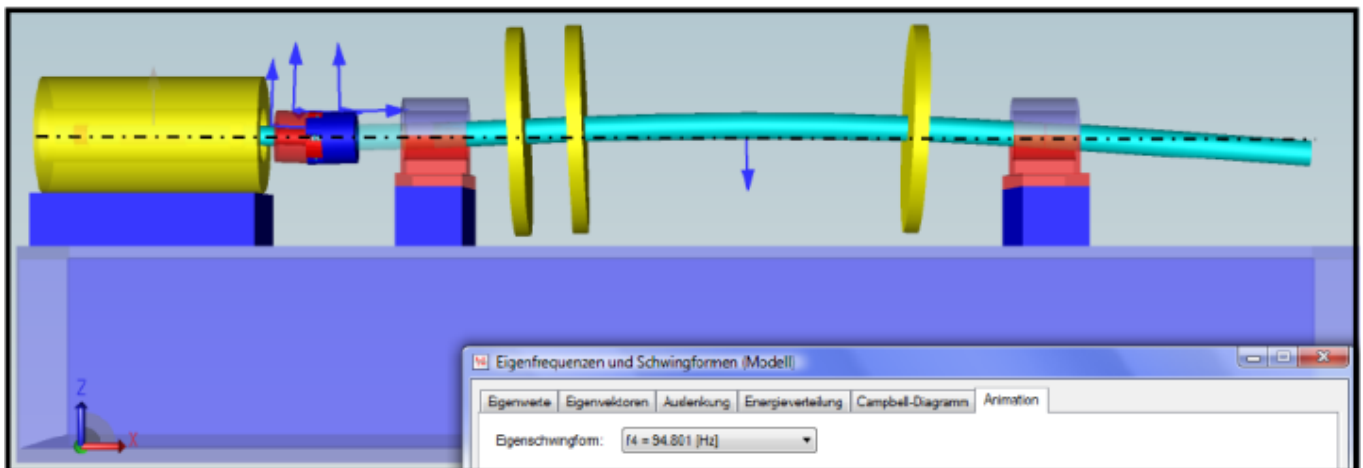 Eigenfrequenzen und Schwingformen (Modell)
Eigenwerte Eigenvektoren Auslenkung Energieverteilung Campbell-Diagramm Animation
Eigenschwingform: f4 = 94.801 [Hz]
Z
X